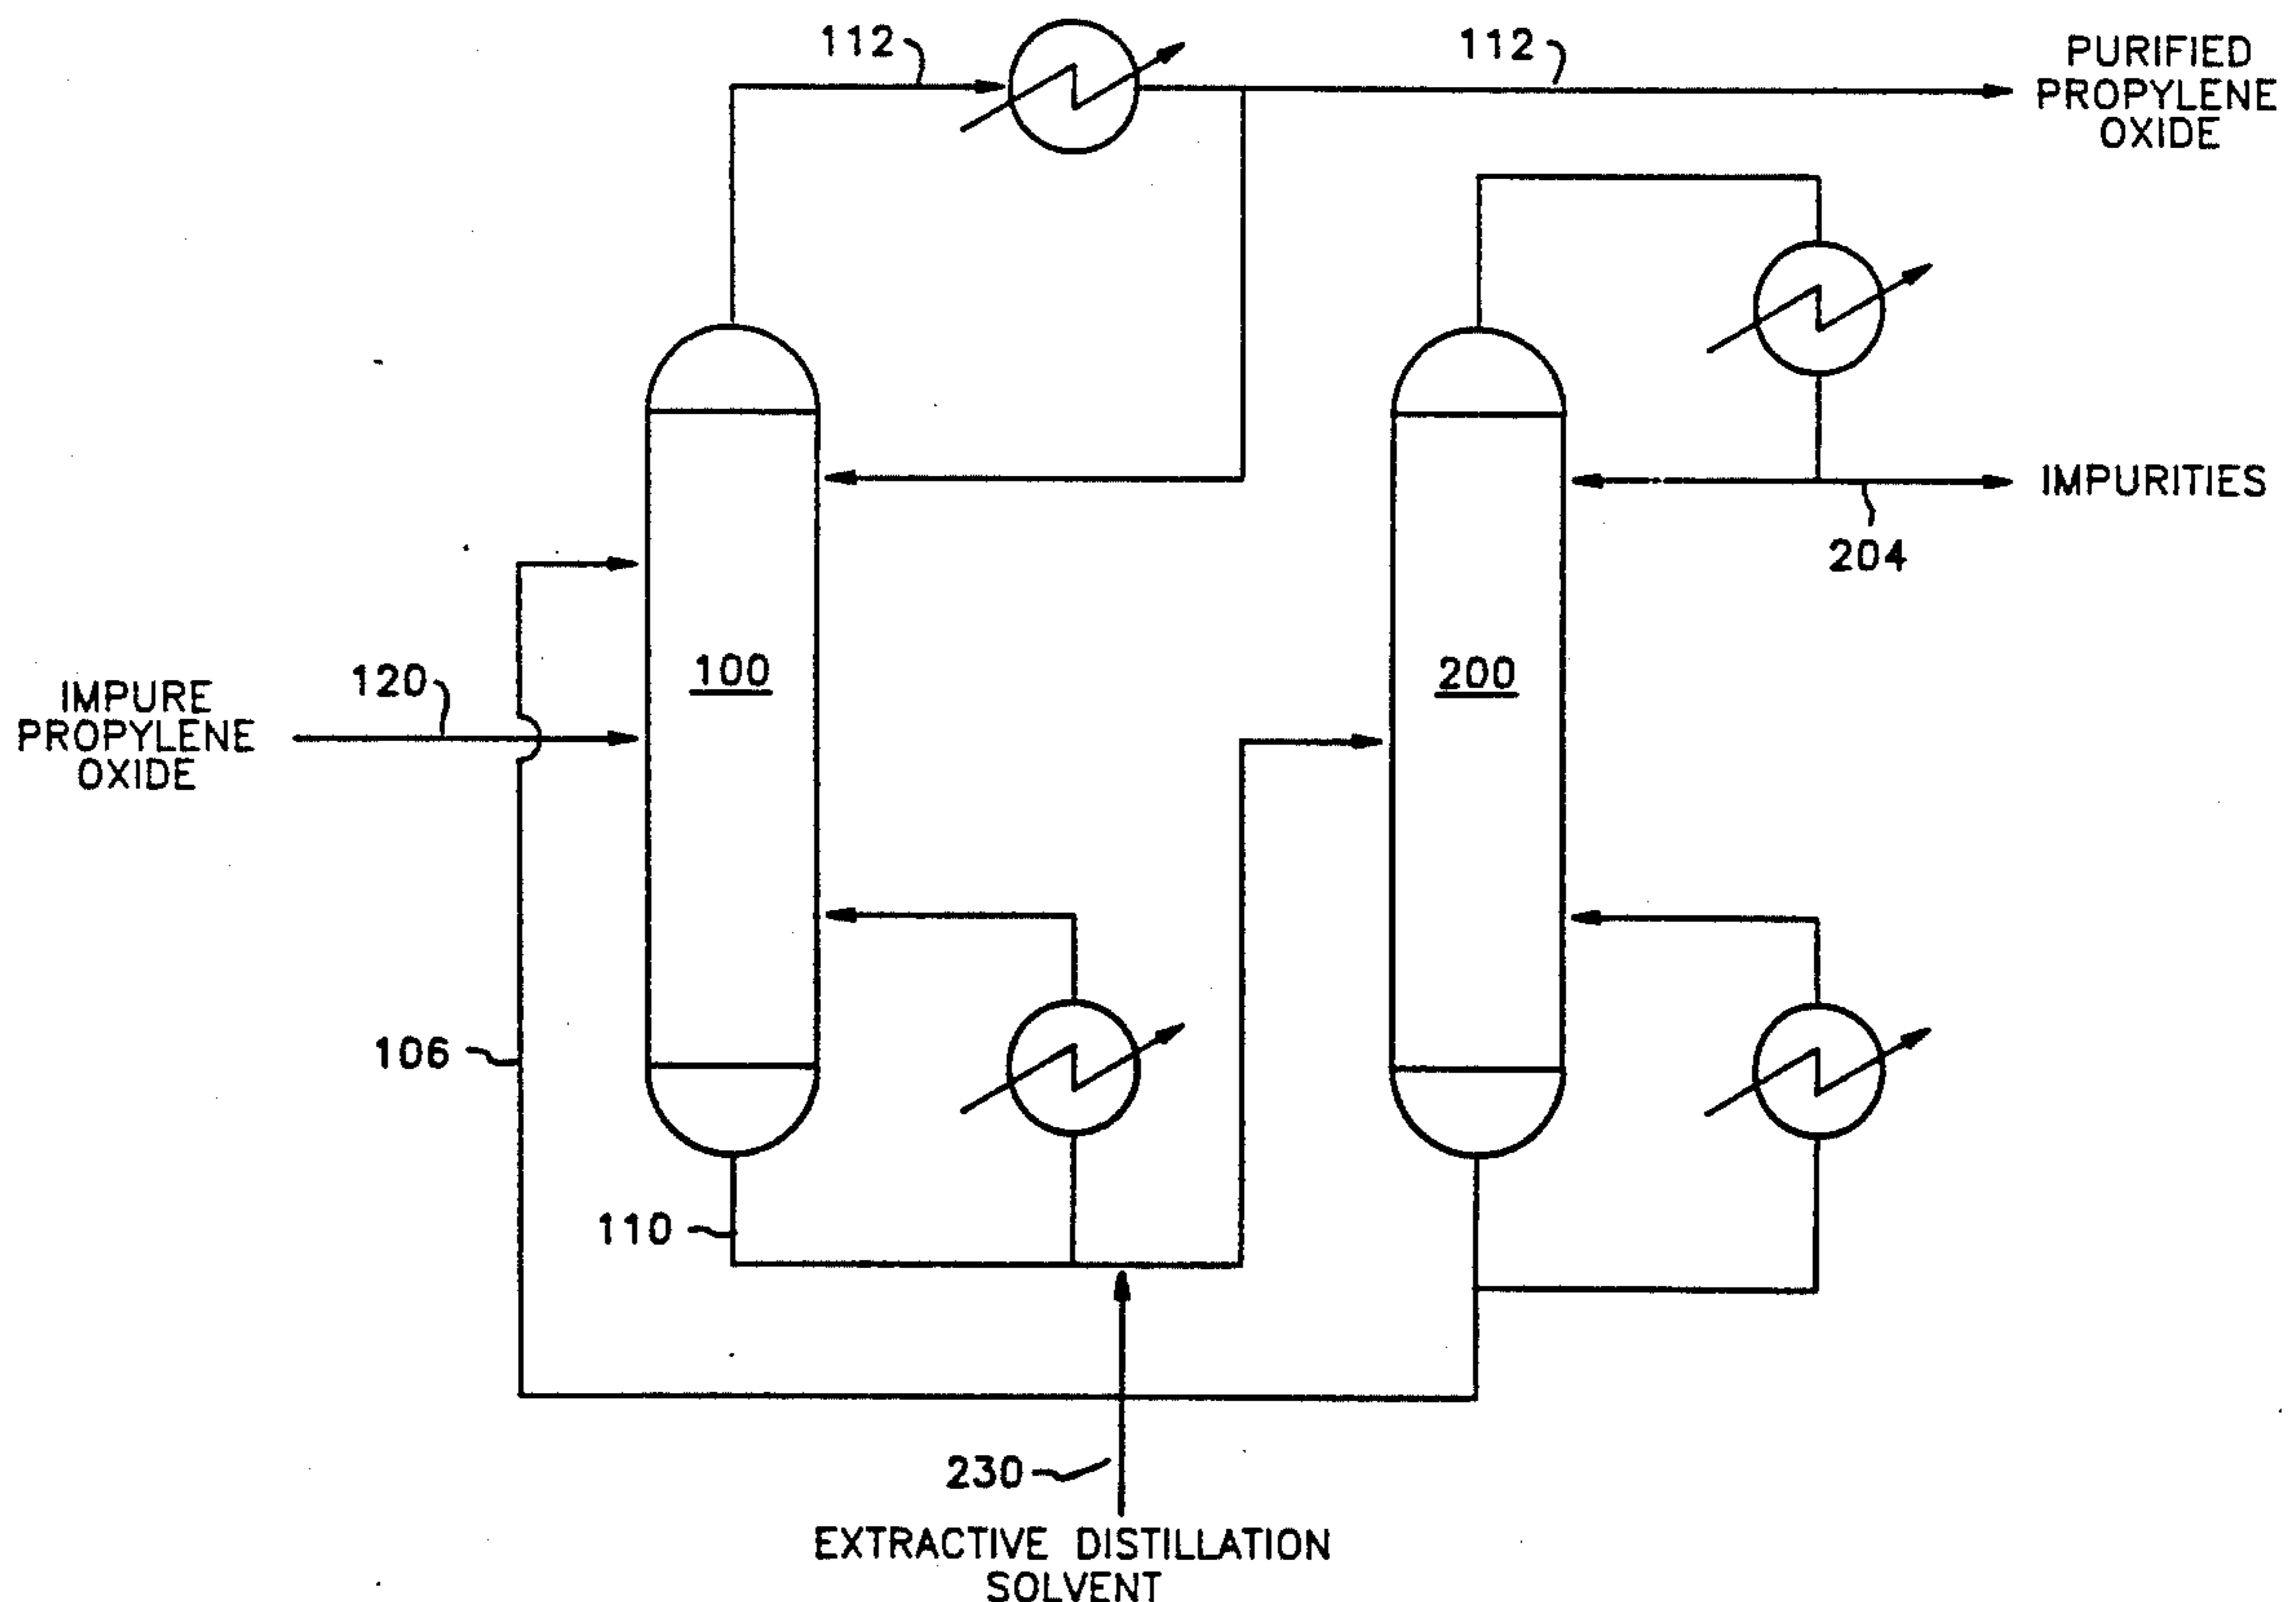 112
112
PURIFIED
PROPYLENE
OXIDE
IMPURITIES
204
100
200
120
IMPURE
PROPYLENE
OXIDE
106
110
230
EXTRACTIVE DISTILLATION
SOLVENT